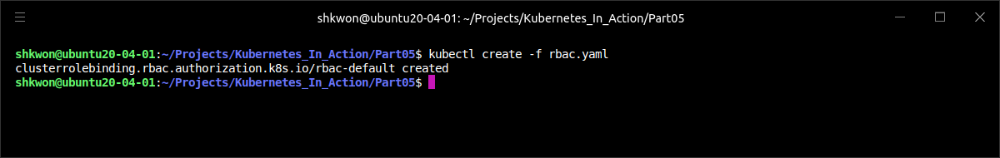 shkwon@ubuntu20-04-01: ~/Projects/Kubernetes_In_Action/Part05
shkwon@ubuntu20-04-01:~/Projects/Kubernetes_In_Action/Part05$ kubectl create -f rbac.yaml
clusterrolebinding.rbac.authorization.k8s.io/rbac-default created
shkwon@ubuntu20-04-01:~/Projects/Kubernetes_In_Action/Part05$